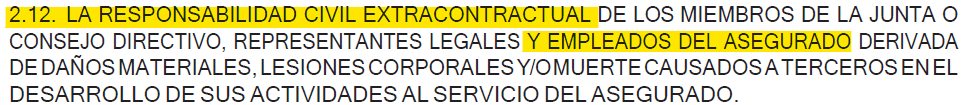 2.12. LA RESPONSABILIDAD CIVIL EXTRACONTRACTUAL DE LOS MIEMBROS DE LA JUNTA O
CONSEJO DIRECTIVO, REPRESENTANTES LEGALES Y EMPLEADOS DEL ASEGURADO DERIVADA
DE DAÑOS MATERIALES, LESIONES CORPORALES Y/O MUERTE CAUSADOS A TERCEROS EN EL
DESARROLLO DE SUS ACTIVIDADES AL SERVICIO DEL ASEGURADO.